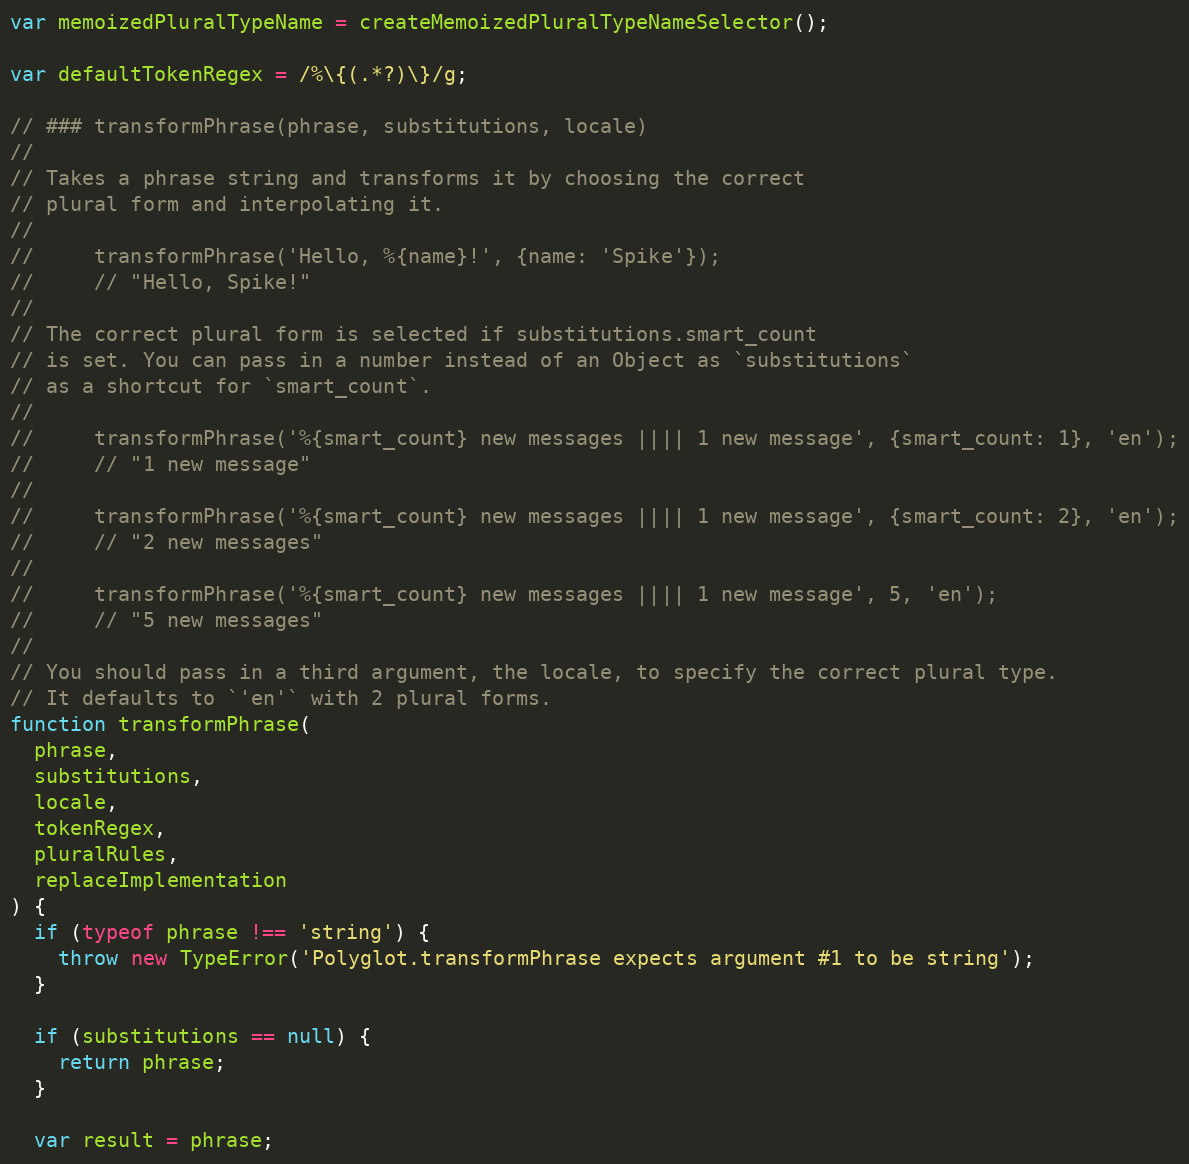 var memoizedPluralTypeName = createMemoizedPluralTypeNameSelector();

var defaultTokenRegex = /%\{(.*?)\}/g;

// ### transformPhrase(phrase, substitutions, locale)
//
// Takes a phrase string and transforms it by choosing the correct
// plural form and interpolating it.
//
//     transformPhrase('Hello, %{name}!', {name: 'Spike'});
//     // "Hello, Spike!"
//
// The correct plural form is selected if substitutions.smart_count
// is set. You can pass in a number instead of an Object as `substitutions`
// as a shortcut for `smart_count`.
//
//     transformPhrase('%{smart_count} new messages |||| 1 new message', {smart_count: 1}, 'en');
//     // "1 new message"
//
//     transformPhrase('%{smart_count} new messages |||| 1 new message', {smart_count: 2}, 'en');
//     // "2 new messages"
//
//     transformPhrase('%{smart_count} new messages |||| 1 new message', 5, 'en');
//     // "5 new messages"
//
// You should pass in a third argument, the locale, to specify the correct plural type.
// It defaults to `'en'` with 2 plural forms.
function transformPhrase(
  phrase,
  substitutions,
  locale,
  tokenRegex,
  pluralRules,
  replaceImplementation
) {
  if (typeof phrase !== 'string') {
    throw new TypeError('Polyglot.transformPhrase expects argument #1 to be string');
  }

  if (substitutions == null) {
    return phrase;
  }

  var result = phrase;